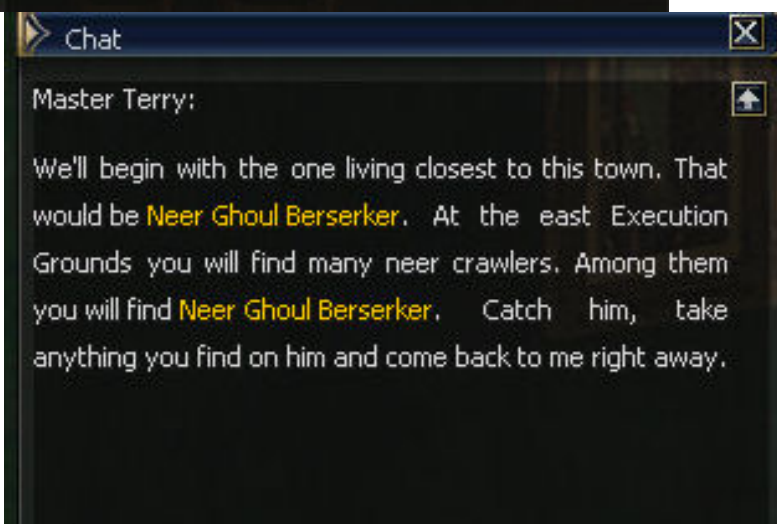 Chat
Master Terry:
We'll begin with the one living closest to this town. That
would be Neer Ghoul Berserker. At the east Execution
Grounds you will find many neer crawlers. Among them
you will find Neer Ghoul Berserker. Catch him, take
anything you find on him and come back to me right away.